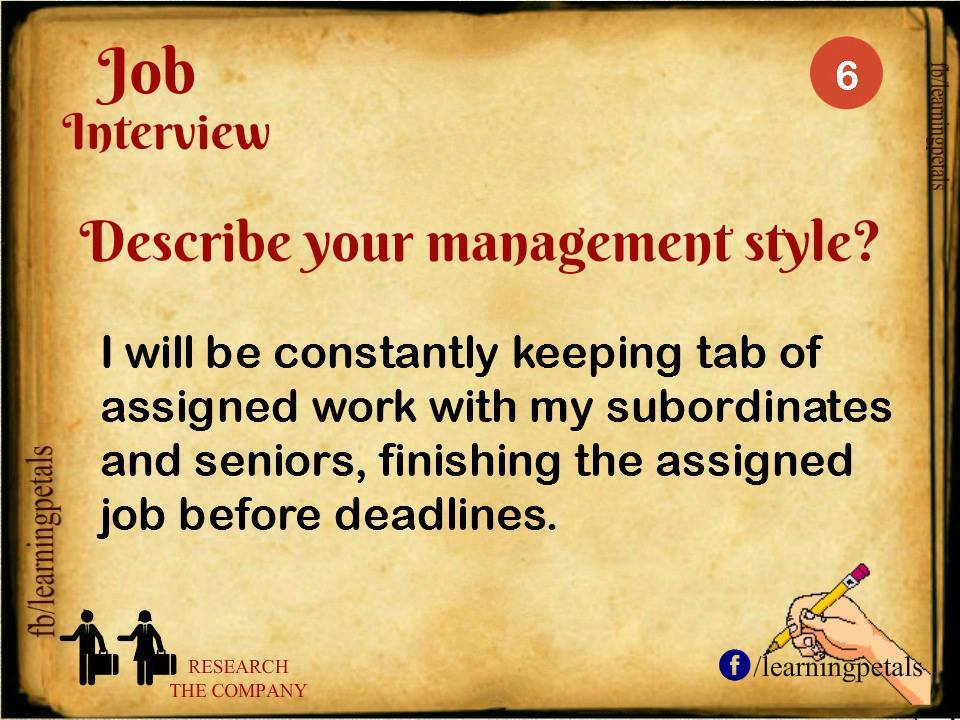 Job
Interview
6
fb/learningpetals
Describe your management style?
I will be constantly keeping tab of
assigned work with my subordinates
and seniors, finishing the assigned
job before deadlines.
fb/learningpetals
RESEARCH
THE COMPANY
f/learningpetals